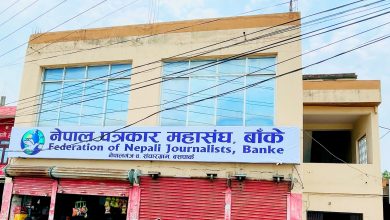 नेपाल पत्रकार महासंघ, बाँके
Federation of Nepali Journalists, Banke